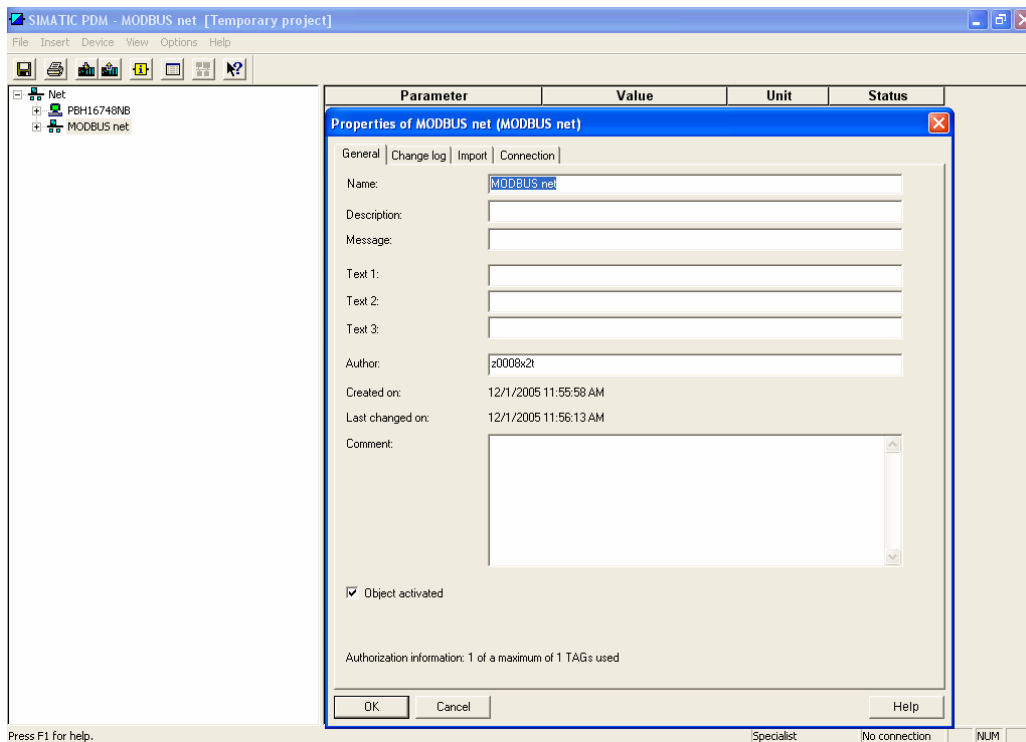 SIMATIC PDM - MODBUS net [Temporary project]
File Insert Device View Options Help
Net
PBH16748NB
MODBUS net
Parameter Value Unit Status
Properties of MODBUS net (MODBUS net)
General Change log Import Connection
Name: MODBUS net
Description:
Message:
Text 1:
Text 2:
Text 3:
Author: z0008x2t
Created on: 12/1/2005 11:55:58 AM
Last changed on: 12/1/2005 11:56:13 AM
Comment:
Object activated
Authorization information: 1 of a maximum of 1 TAGs used
OK Cancel Help
Press F1 for help. Specialist No connection NUM